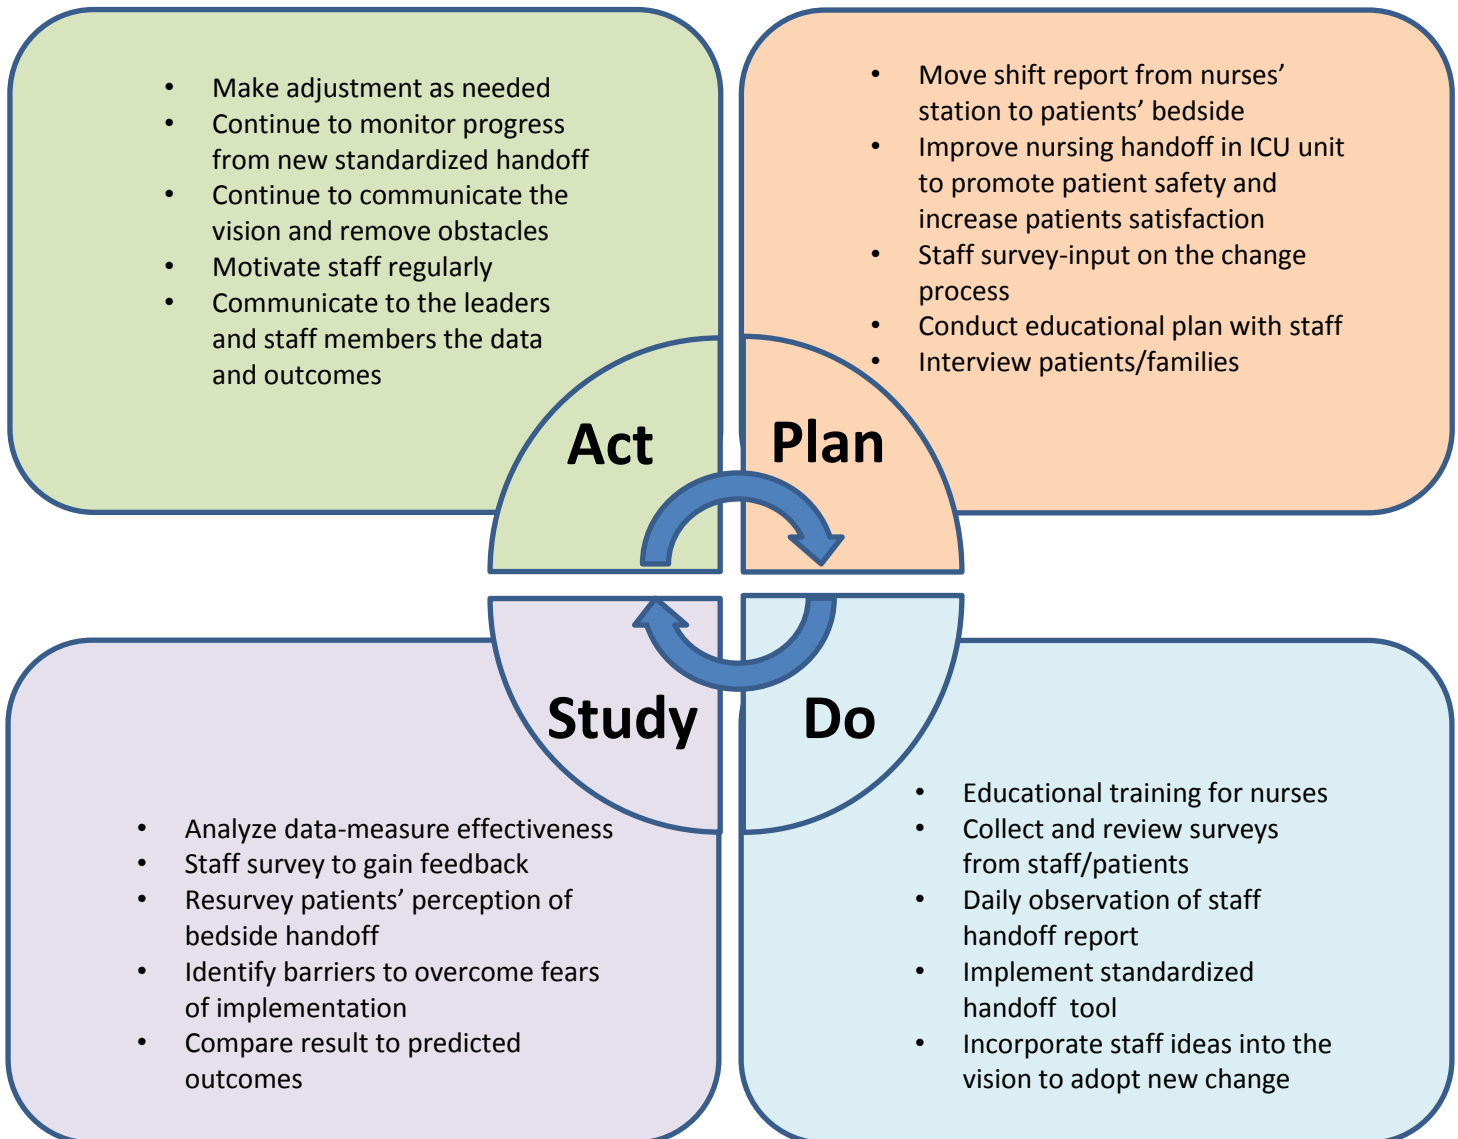 • Make adjustment as needed
• Continue to monitor progress
from new standardized handoff
• Continue to communicate the
vision and remove obstacles
• Motivate staff regularly
• Communicate to the leaders
and staff members the data
and outcomes
Act
• Move shift report from nurses’
station to patients’ bedside
• Improve nursing handoff in ICU unit
to promote patient safety and
increase patients satisfaction
• Staff survey-input on the change
process
• Conduct educational plan with staff
• Interview patients/families
Plan
Study
• Analyze data-measure effectiveness
• Staff survey to gain feedback
• Resurvey patients’ perception of
bedside handoff
• Identify barriers to overcome fears
of implementation
• Compare result to predicted
outcomes
Do
• Educational training for nurses
• Collect and review surveys
from staff/patients
• Daily observation of staff
handoff report
• Implement standardized
handoff  tool
• Incorporate staff ideas into the
vision to adopt new change